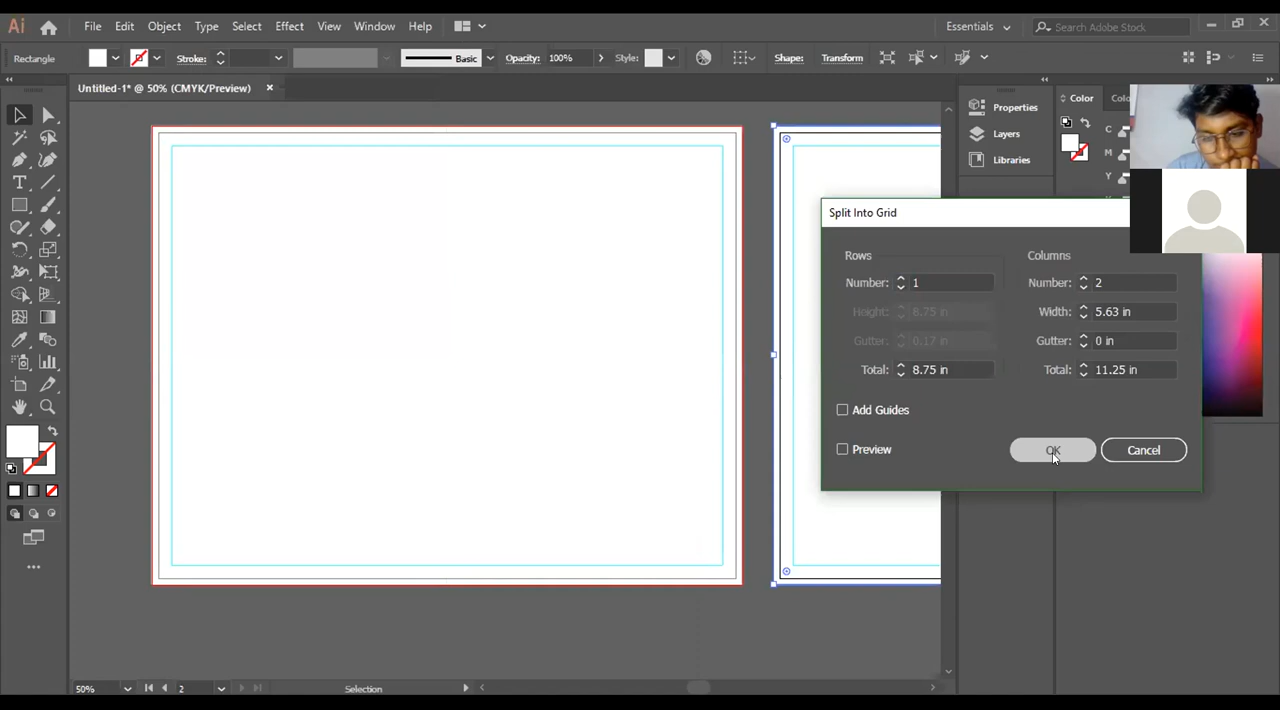 Ai File Edit Object Type Select Effect View Window Help Essentials Search Adobe Stock
Rectangle Stroke: Basic Opacity: 100% Style: Shape: Transform
Untitled-1* @ 50% (CMYK/Preview)
Properties
Layers
Libraries
Color
C
M
Y
Split Into Grid
Rows
Columns
Number: 1
Number: 2
Height: 8.75 in
Width: 5.63 in
Gutter: 0.17 in
Gutter: 0 in
Total: 8.75 in
Total: 11.25 in
Add Guides
Preview
OK
Cancel
50% 2 Selection